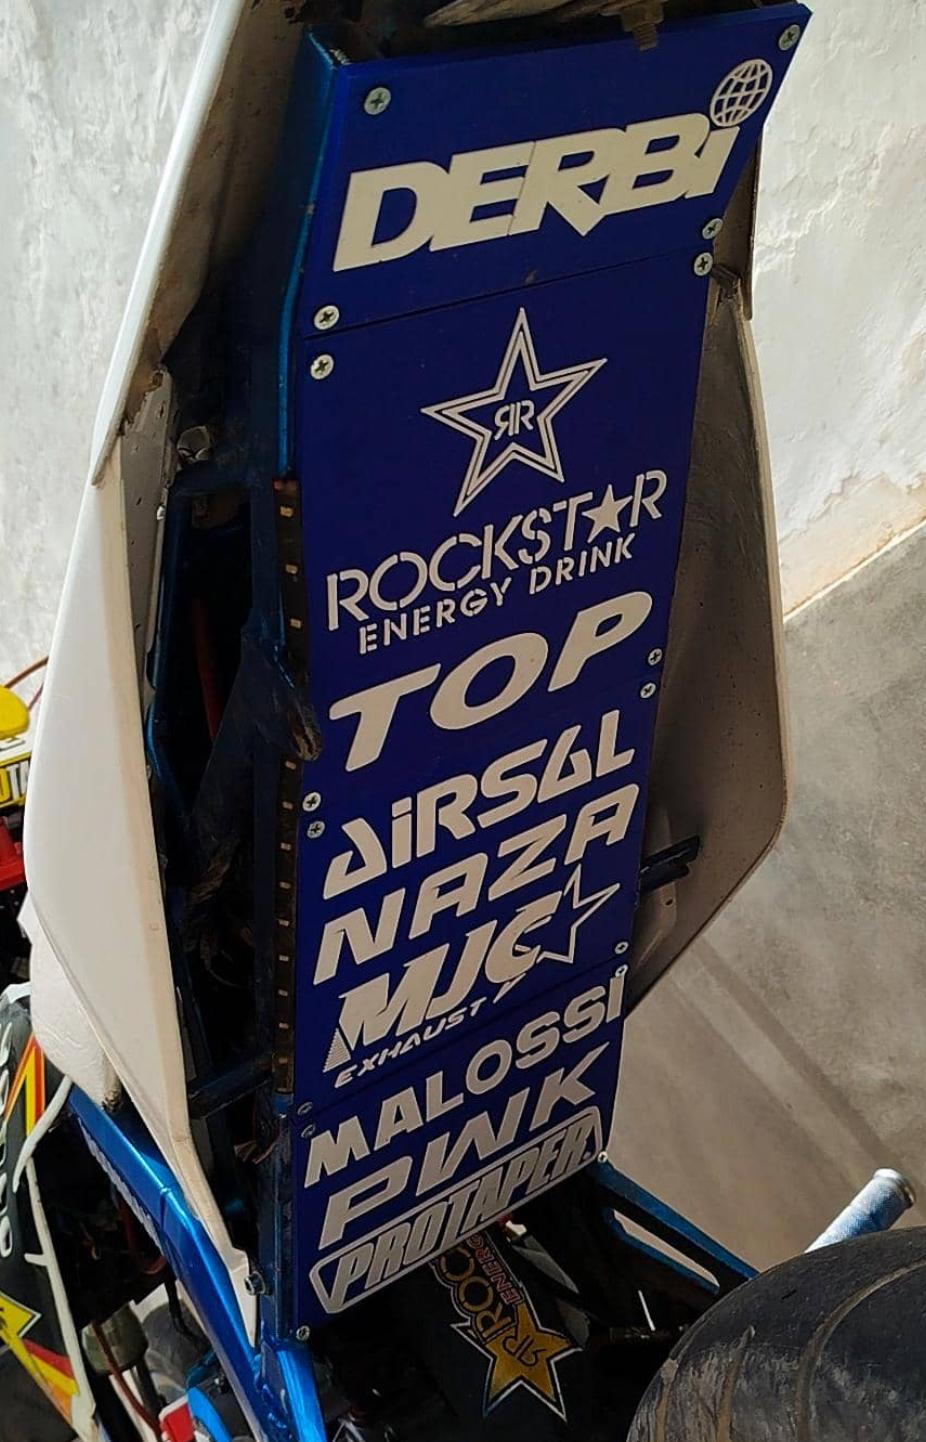 DERBi
RR
ROCKSTAR
ENERGY DRINK
TOP
AIRSAL
NAZA
MJC
EXHAUST
MALOSSI
PWK
PROTAPER